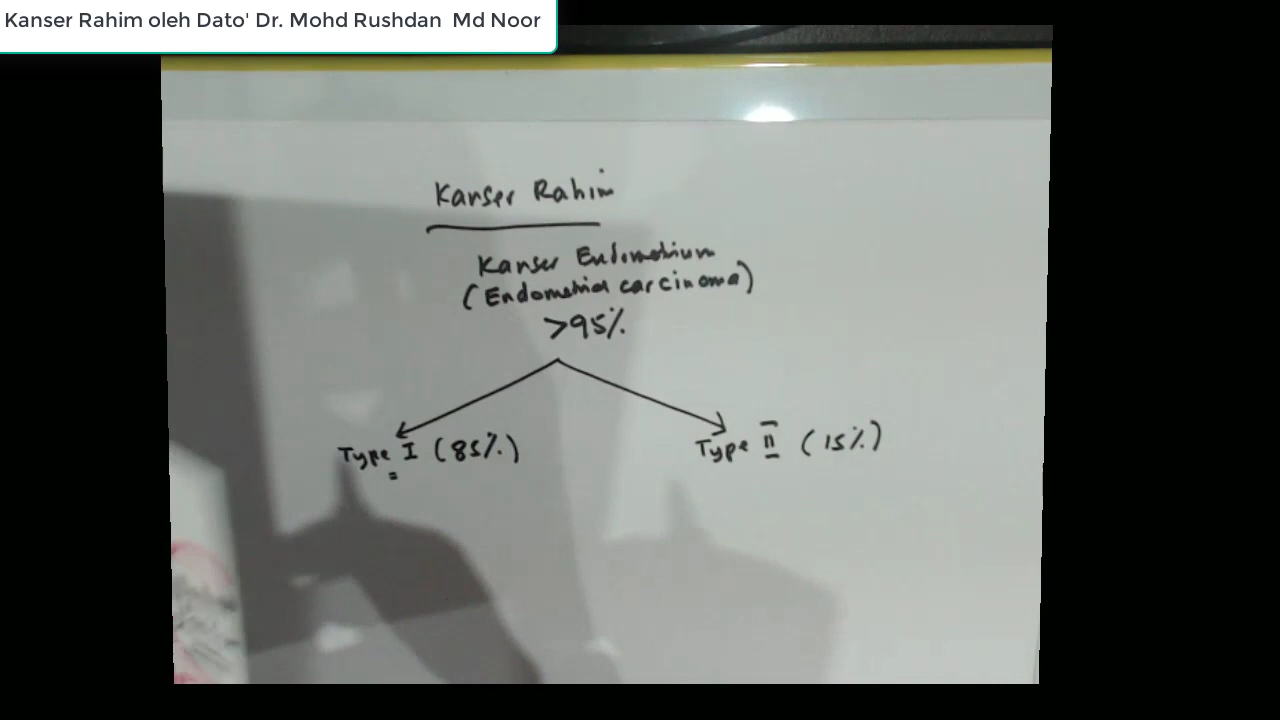 Kanser Rahim oleh Dato' Dr. Mohd Rushdan Md Noor
Kanser Rahim
Kanser Endometrium
(Endometrial carcinoma)
>95%
Type I (85%)
Type II (15%)